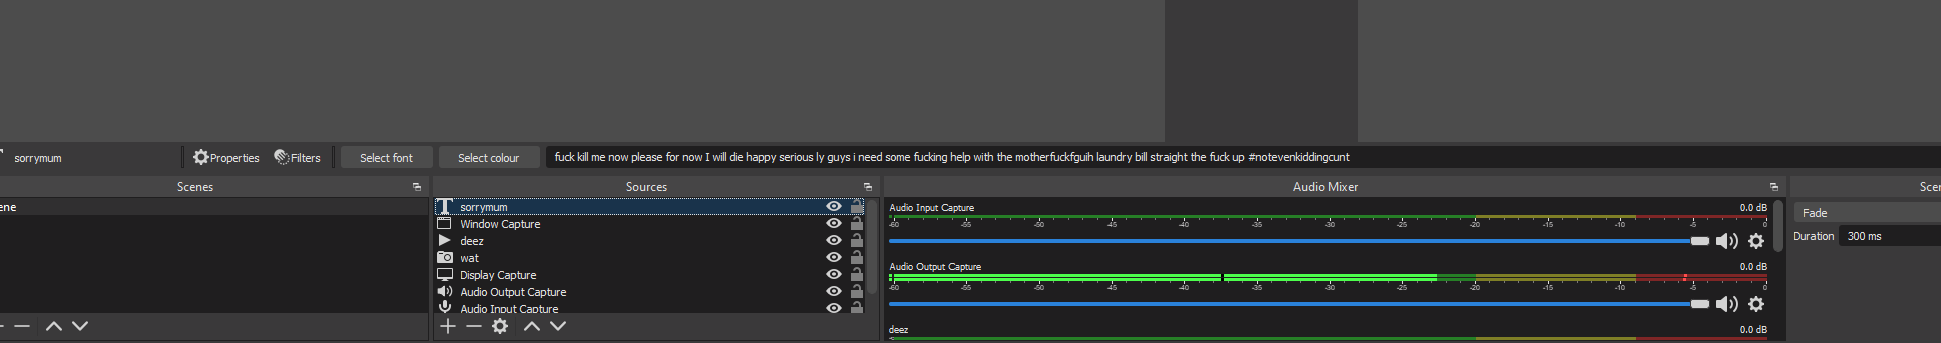 sorrymum
Properties
Filters
Select font
Select colour
fuck kill me now please for now I will die happy serious ly guys i need some fucking help with the motherfuckfguih laundry bill straight the fuck up #notevenkiddingcunt
Scenes
ene
Sources
sorrymum
Window Capture
deez
wat
Display Capture
Audio Output Capture
Audio Input Capture
Audio Mixer
Audio Input Capture 0.0 dB
-60 -55 -50 -45 -40 -35 -30 -25 -20 -15 -10 -5 0
Audio Output Capture 0.0 dB
-60 -55 -50 -45 -40 -35 -30 -25 -20 -15 -10 -5 0
deez 0.0 dB
Scer
Fade
Duration 300 ms